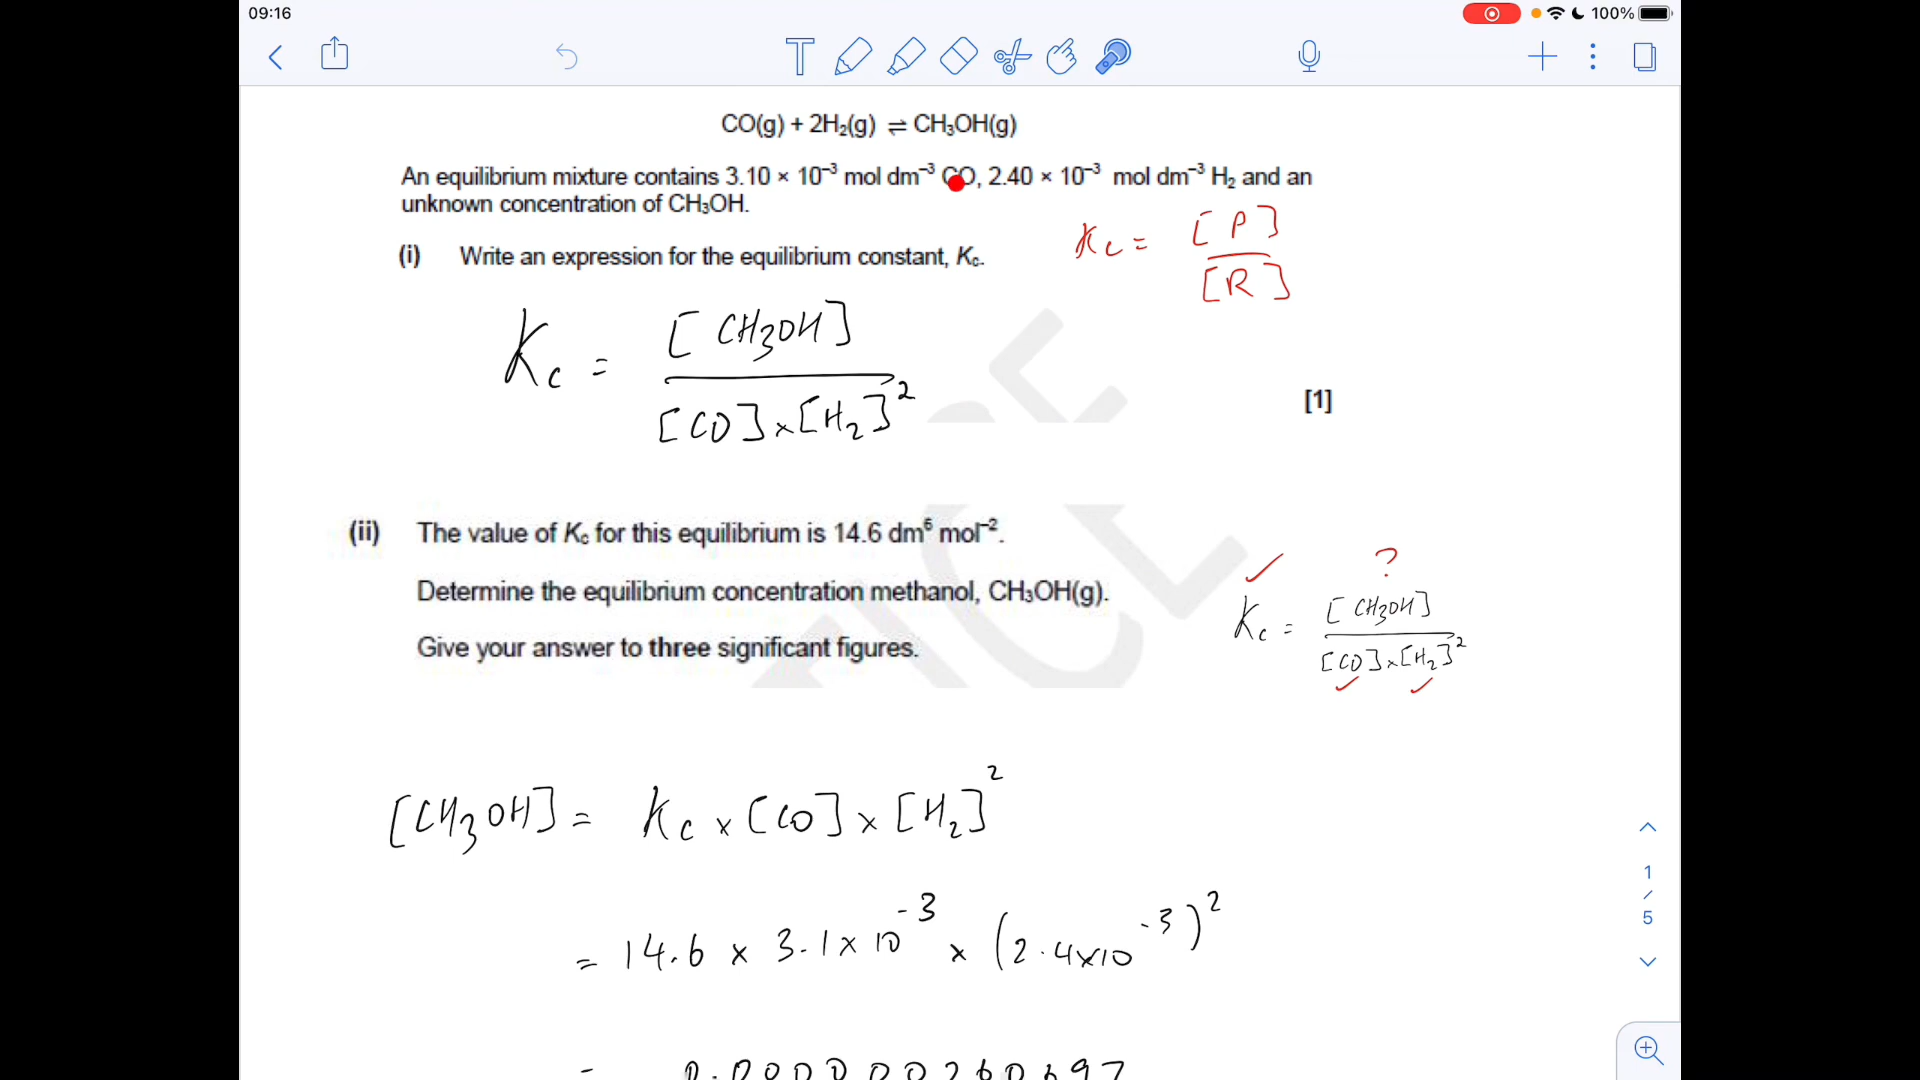 09:16
100%
CO(g) + 2H₂(g) ⇌ CH₃OH(g)
An equilibrium mixture contains 3.10 × 10⁻³ mol dm⁻³ CO, 2.40 × 10⁻³ mol dm⁻³ H₂ and an
unknown concentration of CH₃OH.
Kc = [P] / [R]
(i) Write an expression for the equilibrium constant, Kc.
Kc = [CH3OH] / [CO] × [H₂]²
[1]
(ii) The value of Kc for this equilibrium is 14.6 dm⁶ mol⁻².
Determine the equilibrium concentration methanol, CH₃OH(g).
Give your answer to three significant figures.
?
Kc = [CH3OH] / [CO] × [H₂]²
[CH₃OH] = Kc × [CO] × [H₂]²
= 14.6 × 3.1 × 10⁻³ × (2.4×10⁻³)²
1
/
5